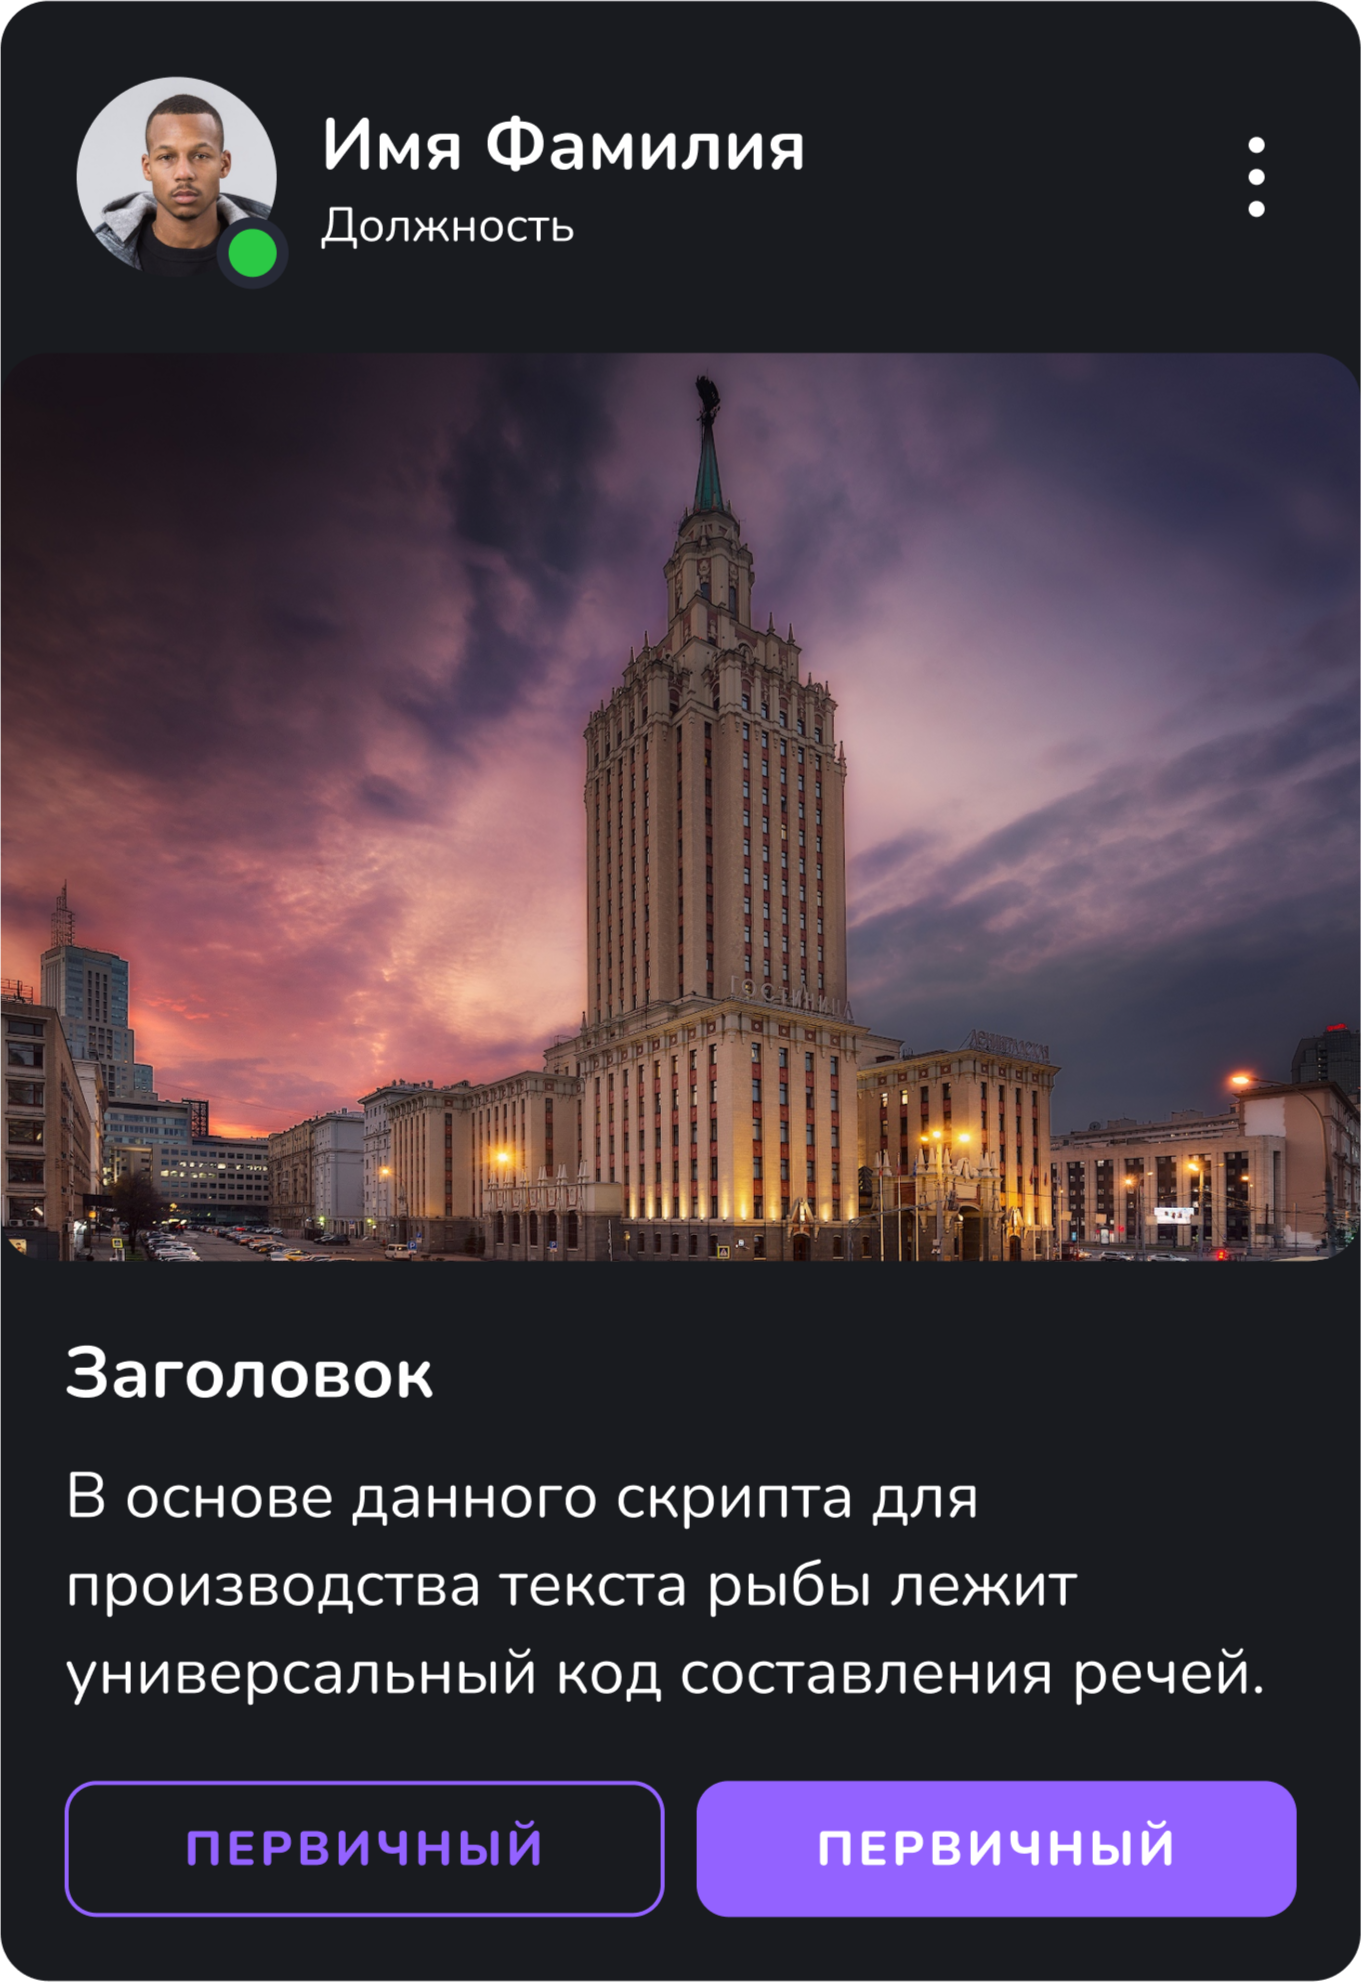 Имя Фамилия
Должность
ГОСТИНИЦА
ЛЕНИНГРАДСКАЯ
Заголовок
В основе данного скрипта для
производства текста рыбы лежит
универсальный код составления речей.
ПЕРВИЧНЫЙ
ПЕРВИЧНЫЙ